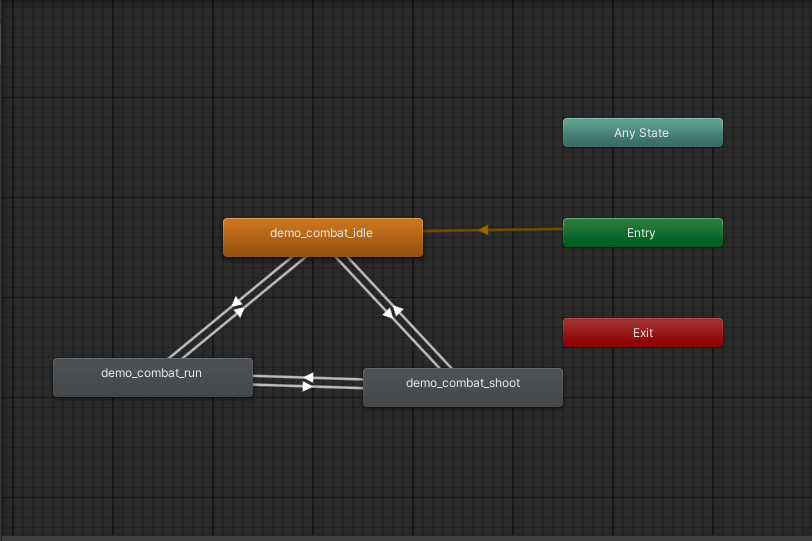 Any State
demo_combat_idle
Entry
Exit
demo_combat_run
demo_combat_shoot